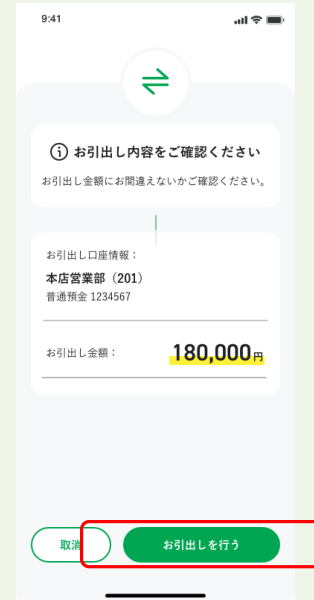 9:41
お引出し内容をご確認ください
お引出し金額にお間違えないかご確認ください。
お引出し口座情報：
本店営業部（201）
普通預金 1234567
お引出し金額： 180,000円
取消 お引出しを行う